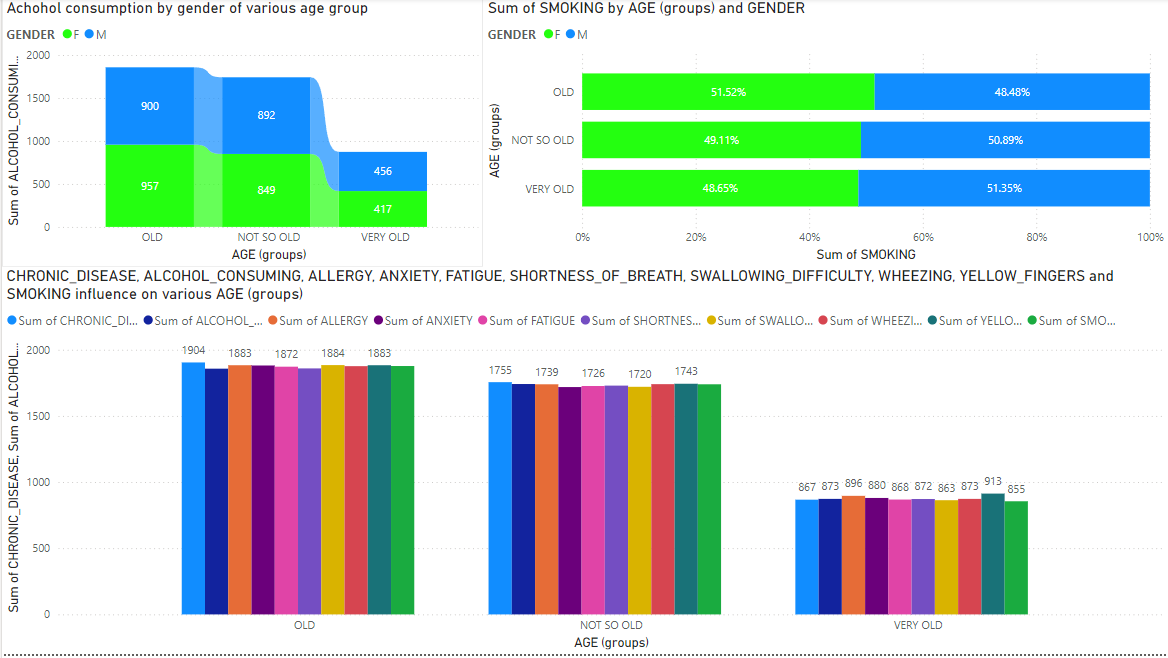 Achohol consumption by gender of various age group
GENDER F M
Sum of ALCOHOL_CONSUMI...
2000
1500
1000
500
0
900
957
892
849
456
417
OLD NOT SO OLD VERY OLD
AGE (groups)
Sum of SMOKING by AGE (groups) and GENDER
GENDER F M
AGE (groups)
OLD 51.52% 48.48%
NOT SO OLD 49.11% 50.89%
VERY OLD 48.65% 51.35%
0% 20% 40% 60% 80% 100%
Sum of SMOKING
CHRONIC_DISEASE, ALCOHOL_CONSUMING, ALLERGY, ANXIETY, FATIGUE, SHORTNESS_OF_BREATH, SWALLOWING_DIFFICULTY, WHEEZING, YELLOW_FINGERS and
SMOKING influence on various AGE (groups)
Sum of CHRONIC_DI... Sum of ALCOHOL_... Sum of ALLERGY Sum of ANXIETY Sum of FATIGUE Sum of SHORTNES... Sum of SWALLO... Sum of WHEEZI... Sum of YELLO... Sum of SMO...
Sum of CHRONIC_DISEASE, Sum of ALCOHOL...
2000
1500
1000
500
0
1904 1883 1872 1884 1883
1755 1739 1726 1720 1743
867 873 896 880 868 872 863 873 913 855
OLD NOT SO OLD VERY OLD
AGE (groups)